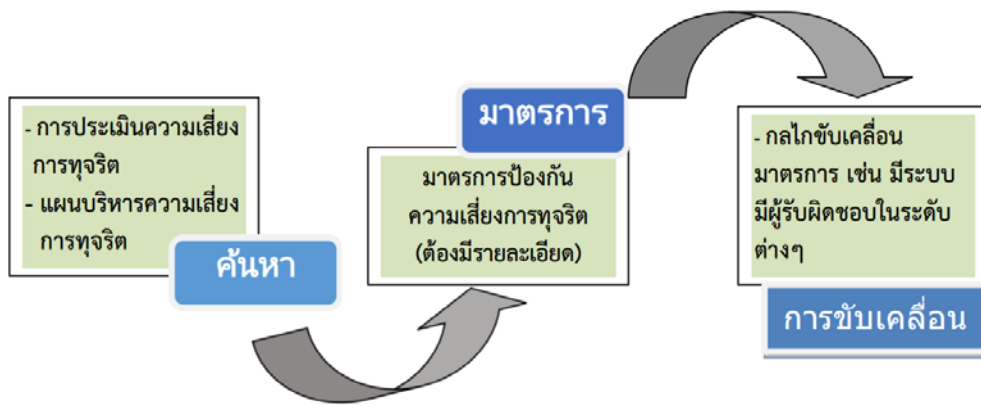 - การประเมินความเสี่ยง
การทุจริต
- แผนบริหารความเสี่ยง
การทุจริต
ค้นหา
มาตรการ
มาตรการป้องกัน
ความเสี่ยงการทุจริต
(ต้องมีรายละเอียด)
- กลไกขับเคลื่อน
มาตรการ เช่น มีระบบ
มีผู้รับผิดชอบในระดับ
ต่างๆ
การขับเคลื่อน